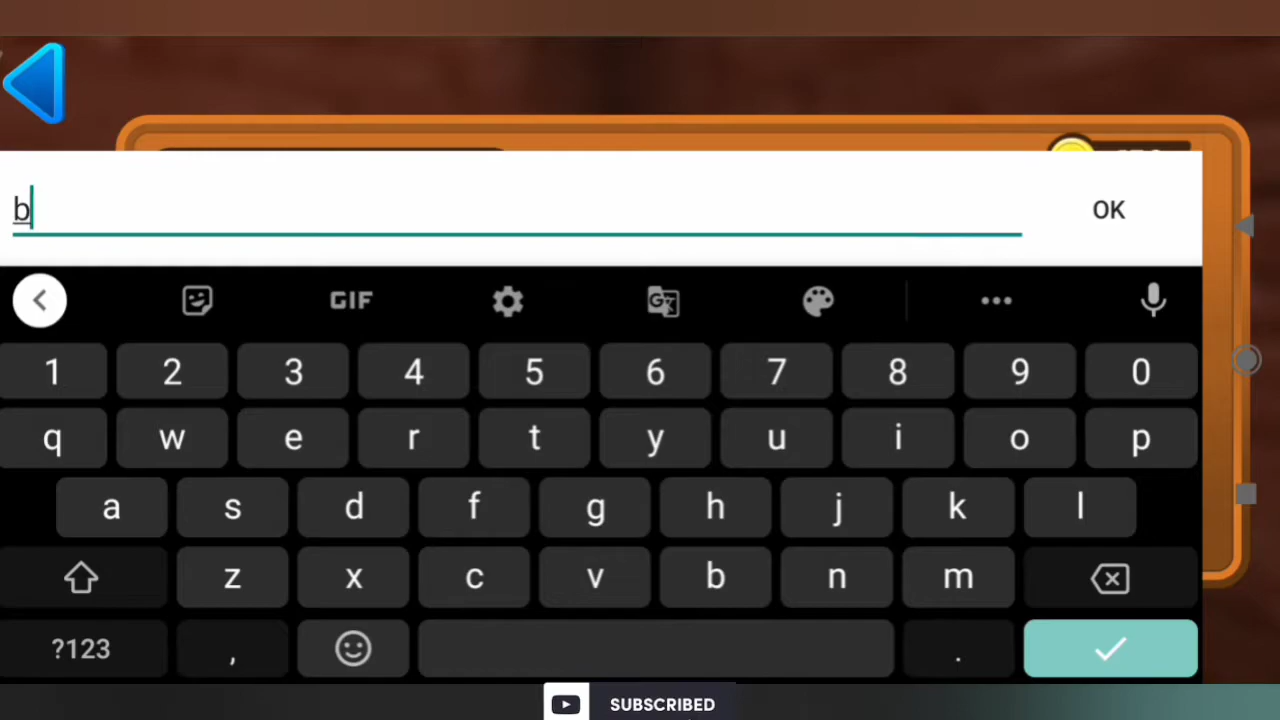 b
OK
GIF
1 2 3 4 5 6 7 8 9 0
q w e r t y u i o p
a s d f g h j k l
z x c v b n m
?123 , .
SUBSCRIBED